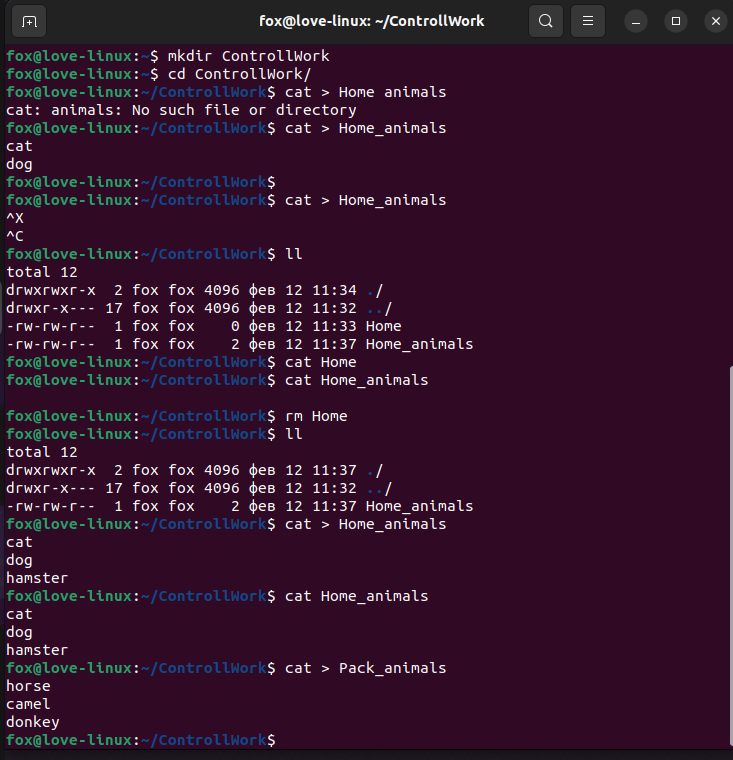 fox@love-linux: ~/ControllWork
fox@love-linux:~$ mkdir ControllWork
fox@love-linux:~$ cd ControllWork/
fox@love-linux:~/ControllWork$ cat > Home animals
cat: animals: No such file or directory
fox@love-linux:~/ControllWork$ cat > Home_animals
cat
dog
fox@love-linux:~/ControllWork$
fox@love-linux:~/ControllWork$ cat > Home_animals
^X
^C
fox@love-linux:~/ControllWork$ ll
total 12
drwxrwxr-x  2 fox fox 4096 фев 12 11:34 ./
drwxr-x--- 17 fox fox 4096 фев 12 11:32 ../
-rw-rw-r--  1 fox fox    0 фев 12 11:33 Home
-rw-rw-r--  1 fox fox    2 фев 12 11:37 Home_animals
fox@love-linux:~/ControllWork$ cat Home
fox@love-linux:~/ControllWork$ cat Home_animals
fox@love-linux:~/ControllWork$ rm Home
fox@love-linux:~/ControllWork$ ll
total 12
drwxrwxr-x  2 fox fox 4096 фев 12 11:37 ./
drwxr-x--- 17 fox fox 4096 фев 12 11:32 ../
-rw-rw-r--  1 fox fox    2 фев 12 11:37 Home_animals
fox@love-linux:~/ControllWork$ cat > Home_animals
cat
dog
hamster
fox@love-linux:~/ControllWork$ cat Home_animals
cat
dog
hamster
fox@love-linux:~/ControllWork$ cat > Pack_animals
horse
camel
donkey
fox@love-linux:~/ControllWork$